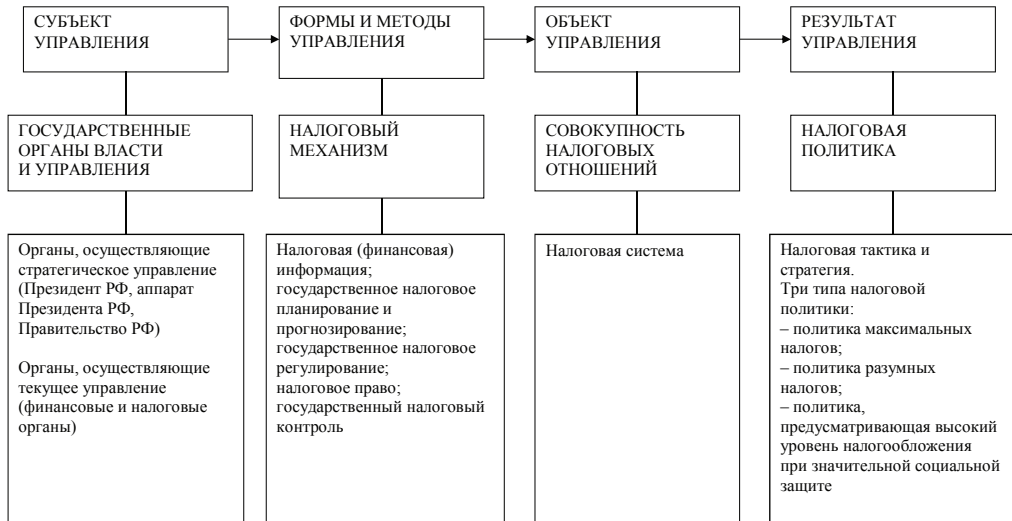 СУБЪЕКТ
УПРАВЛЕНИЯ
ФОРМЫ И МЕТОДЫ
УПРАВЛЕНИЯ
ОБЪЕКТ
УПРАВЛЕНИЯ
РЕЗУЛЬТАТ
УПРАВЛЕНИЯ
ГОСУДАРСТВЕННЫЕ
ОРГАНЫ ВЛАСТИ
И УПРАВЛЕНИЯ
НАЛОГОВЫЙ
МЕХАНИЗМ
СОВОКУПНОСТЬ
НАЛОГОВЫХ
ОТНОШЕНИЙ
НАЛОГОВАЯ
ПОЛИТИКА
Органы, осуществляющие
стратегическое управление
(Президент РФ, аппарат
Президента РФ,
Правительство РФ)
Органы, осуществляющие
текущее управление
(финансовые и налоговые
органы)
Налоговая (финансовая)
информация;
государственное налоговое
планирование и
прогнозирование;
государственное налоговое
регулирование;
налоговое право;
государственный налоговый
контроль
Налоговая система
Налоговая тактика и
стратегия.
Три типа налоговой
политики:
– политика максимальных
налогов;
– политика разумных
налогов;
– политика,
предусматривающая высокий
уровень налогообложения
при значительной социальной
защите